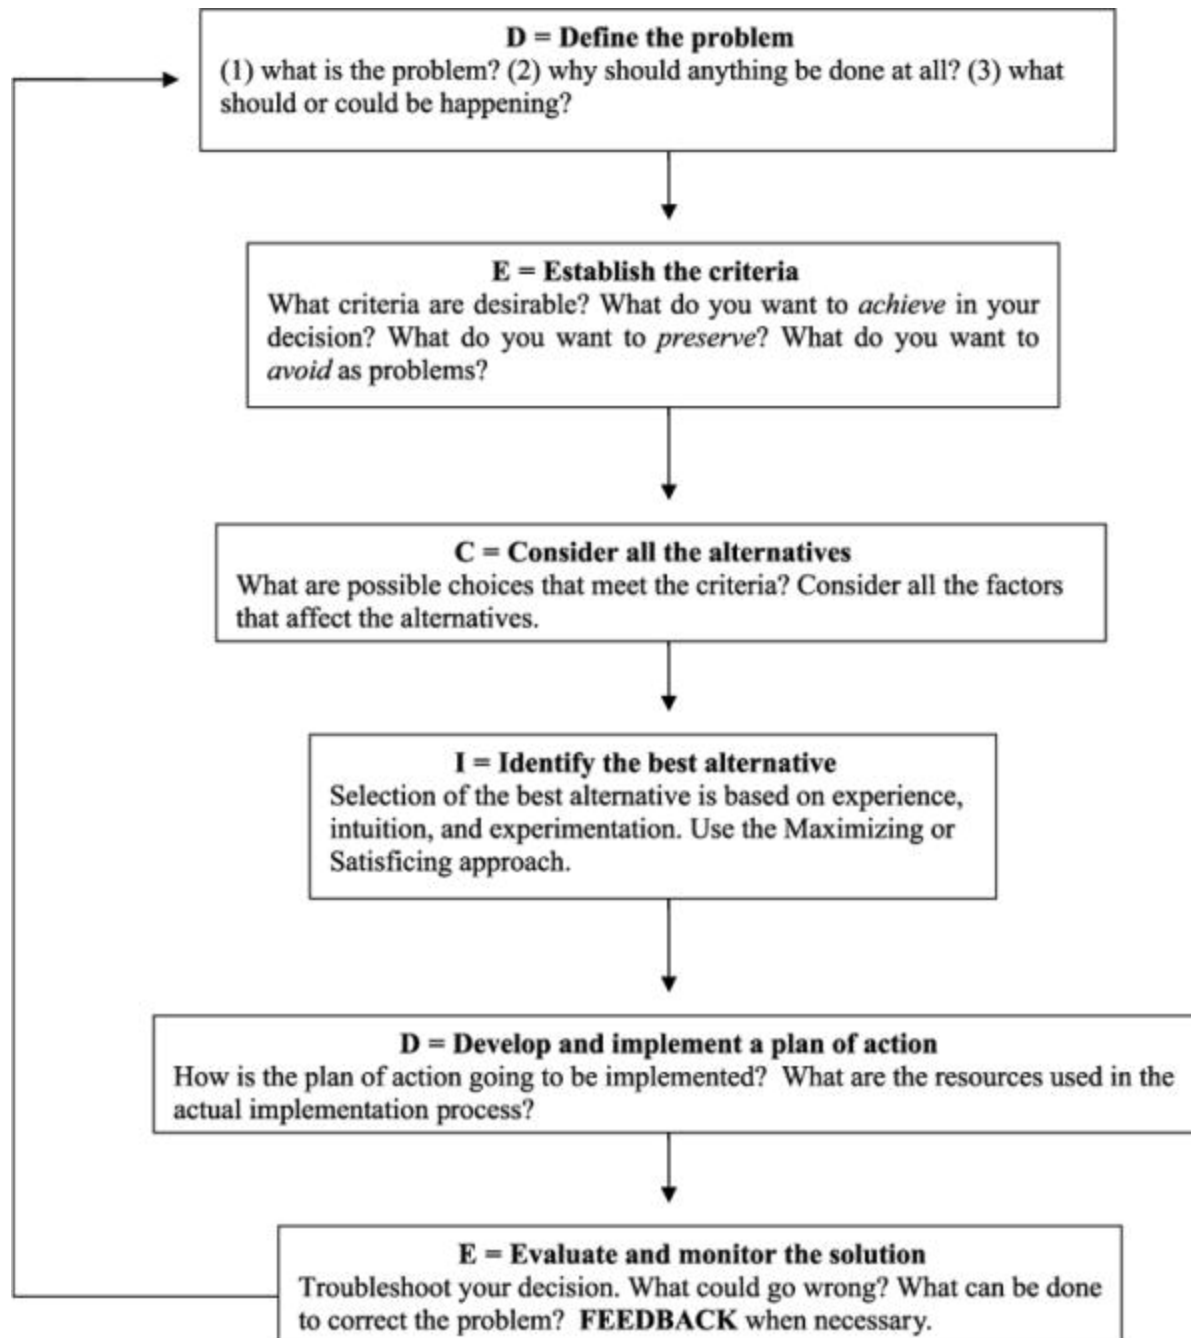 D = Define the problem
(1) what is the problem? (2) why should anything be done at all? (3) what
should or could be happening?
E = Establish the criteria
What criteria are desirable? What do you want to achieve in your
decision? What do you want to preserve? What do you want to
avoid as problems?
C = Consider all the alternatives
What are possible choices that meet the criteria? Consider all the factors
that affect the alternatives.
I = Identify the best alternative
Selection of the best alternative is based on experience,
intuition, and experimentation. Use the Maximizing or
Satisficing approach.
D = Develop and implement a plan of action
How is the plan of action going to be implemented? What are the resources used in the
actual implementation process?
E = Evaluate and monitor the solution
Troubleshoot your decision. What could go wrong? What can be done
to correct the problem? FEEDBACK when necessary.